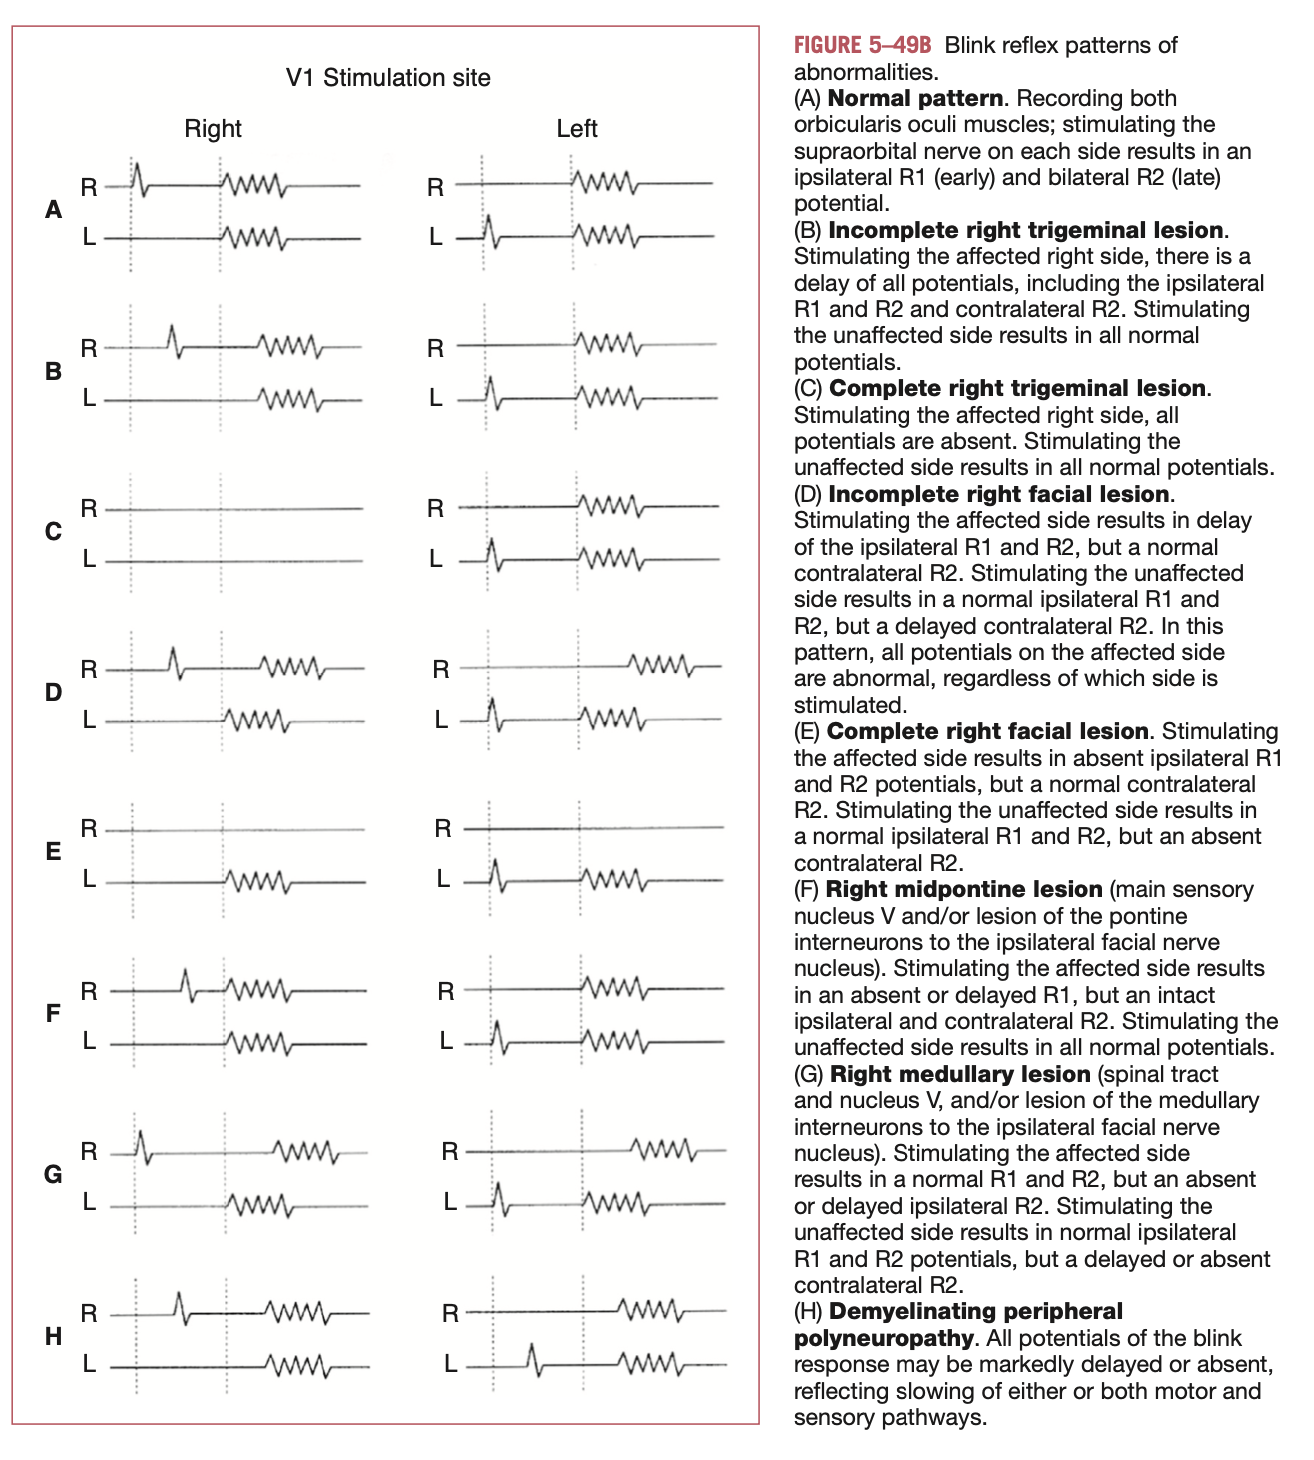 V1 Stimulation site
Right
Left
A
R
L
R
L
B
R
L
R
L
C
R
L
R
L
D
R
L
R
L
E
R
L
R
L
F
R
L
R
L
G
R
L
R
L
H
R
L
R
L
FIGURE 5–49B Blink reflex patterns of
abnormalities.
(A) Normal pattern. Recording both
orbicularis oculi muscles; stimulating the
supraorbital nerve on each side results in an
ipsilateral R1 (early) and bilateral R2 (late)
potential.
(B) Incomplete right trigeminal lesion.
Stimulating the affected right side, there is a
delay of all potentials, including the ipsilateral
R1 and R2 and contralateral R2. Stimulating
the unaffected side results in all normal
potentials.
(C) Complete right trigeminal lesion.
Stimulating the affected right side, all
potentials are absent. Stimulating the
unaffected side results in all normal potentials.
(D) Incomplete right facial lesion.
Stimulating the affected side results in delay
of the ipsilateral R1 and R2, but a normal
contralateral R2. Stimulating the unaffected
side results in a normal ipsilateral R1 and
R2, but a delayed contralateral R2. In this
pattern, all potentials on the affected side
are abnormal, regardless of which side is
stimulated.
(E) Complete right facial lesion. Stimulating
the affected side results in absent ipsilateral R1
and R2 potentials, but a normal contralateral
R2. Stimulating the unaffected side results in
a normal ipsilateral R1 and R2, but an absent
contralateral R2.
(F) Right midpontine lesion (main sensory
nucleus V and/or lesion of the pontine
interneurons to the ipsilateral facial nerve
nucleus). Stimulating the affected side results
in an absent or delayed R1, but an intact
ipsilateral and contralateral R2. Stimulating the
unaffected side results in all normal potentials.
(G) Right medullary lesion (spinal tract
and nucleus V, and/or lesion of the medullary
interneurons to the ipsilateral facial nerve
nucleus). Stimulating the affected side
results in a normal R1 and R2, but an absent
or delayed ipsilateral R2. Stimulating the
unaffected side results in normal ipsilateral
R1 and R2 potentials, but a delayed or absent
contralateral R2.
(H) Demyelinating peripheral
polyneuropathy. All potentials of the blink
response may be markedly delayed or absent,
reflecting slowing of either or both motor and
sensory pathways.